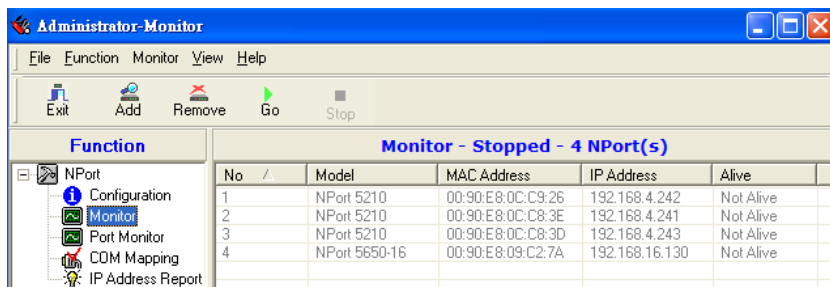 Administrator-Monitor
File Function Monitor View Help
Exit Add Remove Go Stop
Function
Monitor - Stopped - 4 NPort(s)
NPort
Configuration
Monitor
Port Monitor
COM Mapping
IP Address Report
No Model MAC Address IP Address Alive
1 NPort 5210 00:90:E8:0C:C9:26 192.168.4.242 Not Alive
2 NPort 5210 00:90:E8:0C:C8:3E 192.168.4.241 Not Alive
3 NPort 5210 00:90:E8:0C:C8:3D 192.168.4.243 Not Alive
4 NPort 5650-16 00:90:E8:09:C2:7A 192.168.16.130 Not Alive